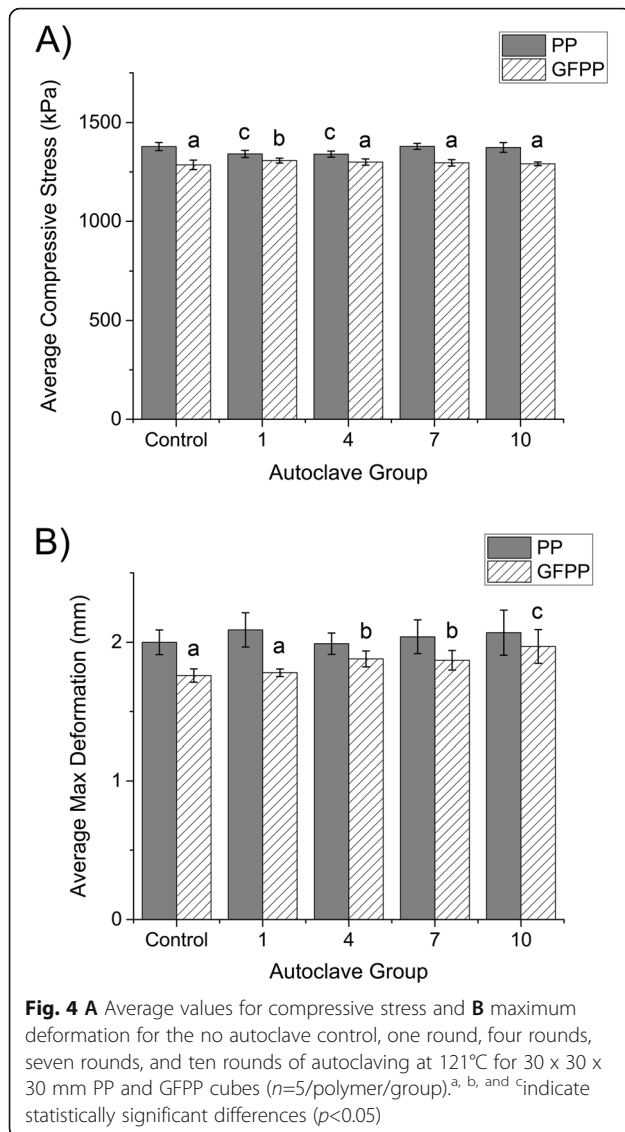 A)
PP
GFPP
Average Compressive Stress (kPa)
1500
1000
500
0
a
c
b
c
a
a
a
Control
1
4
7
10
Autoclave Group
B)
PP
GFPP
Average Max Deformation (mm)
2
1
0
a
a
b
b
c
Control
1
4
7
10
Autoclave Group
Fig. 4 A Average values for compressive stress and B maximum
deformation for the no autoclave control, one round, four rounds,
seven rounds, and ten rounds of autoclaving at 121°C for 30 x 30 x
30 mm PP and GFPP cubes (n=5/polymer/group).a, b, and cindicate
statistically significant differences (p<0.05)